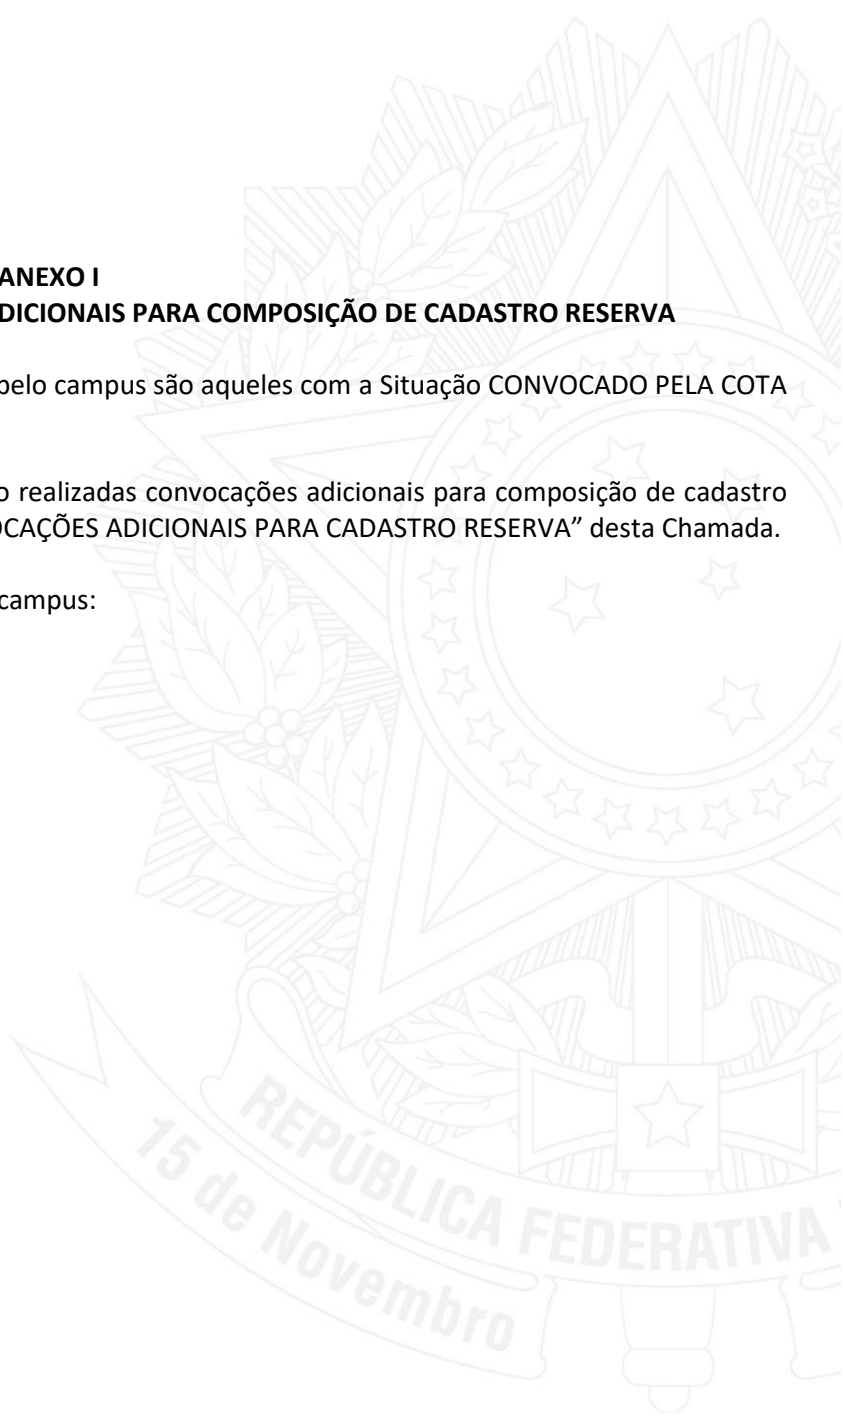 ANEXO I
DICIONAIS PARA COMPOSIÇÃO DE CADASTRO RESERVA
pelo campus são aqueles com a Situação CONVOCADO PELA COTA
o realizadas convocações adicionais para composição de cadastro
OCAÇÕES ADICIONAIS PARA CADASTRO RESERVA” desta Chamada.
campus:
REPÚBLICA FEDERATIVA
15 de Novembro